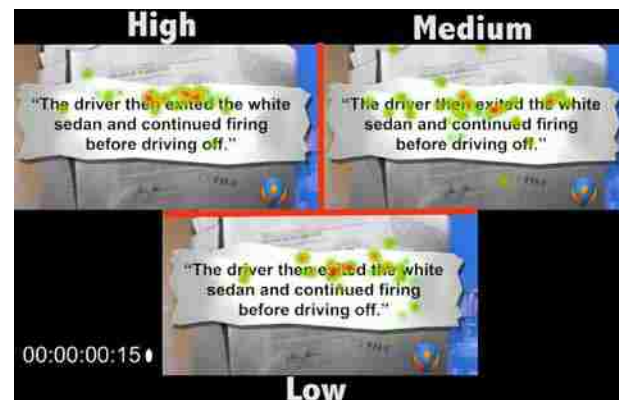 High
Medium
“The driver then exited the white
sedan and continued firing
before driving off.”
“The driver then exited the white
sedan and continued firing
before driving off.”
“The driver then exited the white
sedan and continued firing
before driving off.”
00:00:00:15
Low